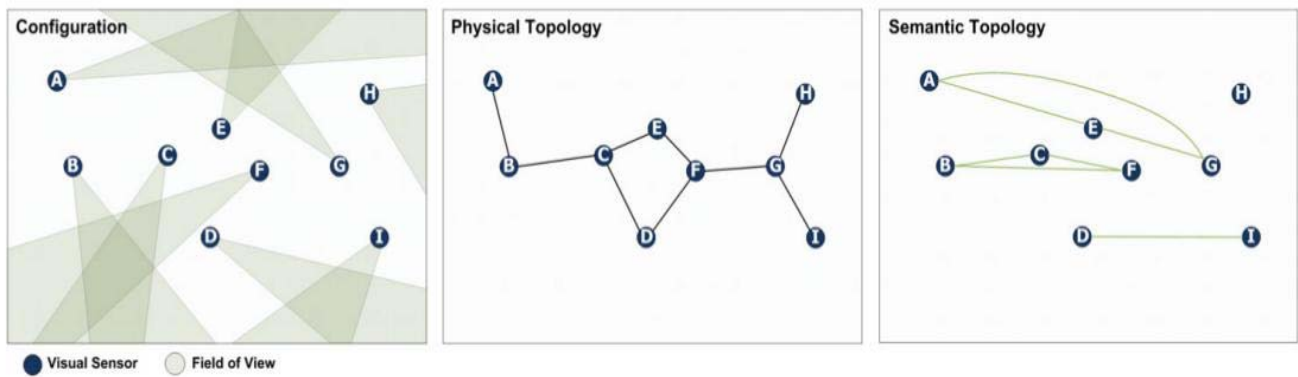 Configuration
A
H
E
C
B
F
G
D
I
Physical Topology
A
H
E
C
B
F
G
D
I
Semantic Topology
A
H
E
C
B
F
G
D
I
Visual Sensor
Field of View